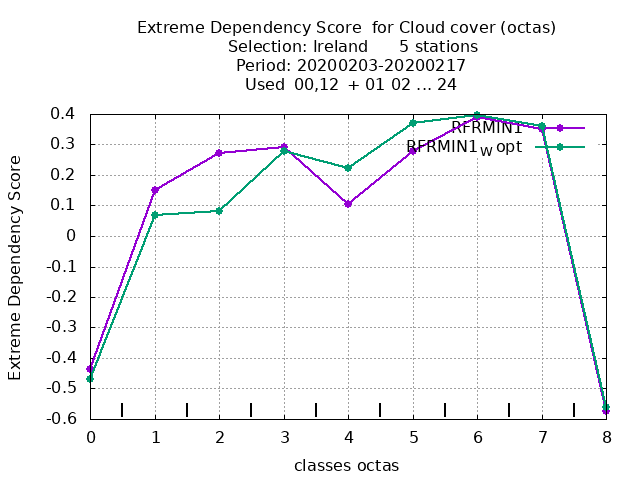 Extreme Dependency Score for Cloud cover (octas)
Selection: Ireland 5 stations
Period: 20200203-20200217
Used 00,12 + 01 02 ... 24
Extreme Dependency Score
0.4
0.3
0.2
0.1
0
-0.1
-0.2
-0.3
-0.4
-0.5
-0.6
RFRMIN1
RFRMIN1W opt
0 1 2 3 4 5 6 7 8
classes octas